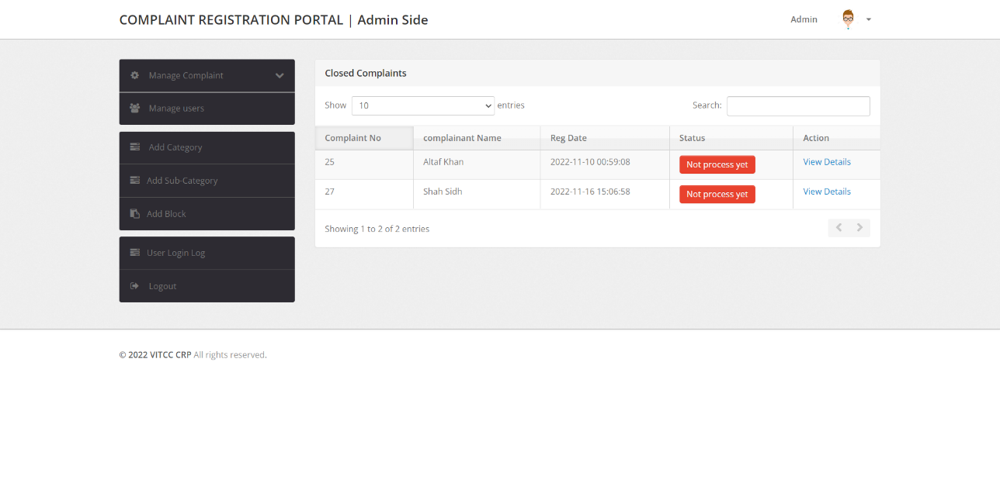 COMPLAINT REGISTRATION PORTAL | Admin Side
Admin
Manage Complaint
Manage users
Add Category
Add Sub-Category
Add Block
User Login Log
Logout
Closed Complaints
Show 10 entries
Search:
Complaint No complainant Name Reg Date Status Action
25 Altaf Khan 2022-11-10 00:59:08 Not process yet View Details
27 Shah Sidh 2022-11-16 15:06:58 Not process yet View Details
Showing 1 to 2 of 2 entries
© 2022 VITCC CRP All rights reserved.